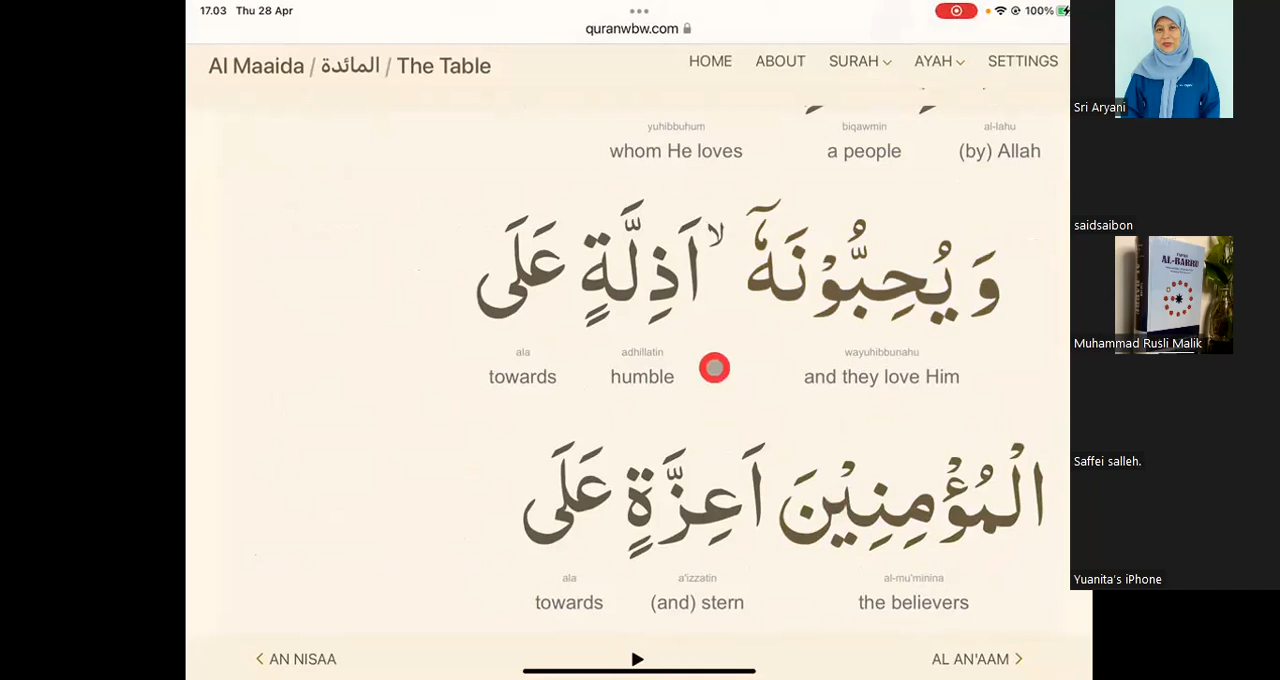 17.03 Thu 28 Apr
100%
quranwbw.com
Al Maaida / المائدة / The Table
HOME ABOUT SURAH AYAH SETTINGS
yuhibbuhum biqawmin al-lahu
whom He loves a people (by) Allah
وَيُحِبُّوْنَهٗٓ ۙ اَذِلَّةٍ عَلَى
ala adhillatin wayuhibbunahu
towards humble and they love Him
الْمُؤْمِنِيْنَ اَعِزَّةٍ عَلَى
ala a'izzatin al-mu'minina
towards (and) stern the believers
AN NISAA AL AN'AAM
Sri Aryani
saidsaibon
AL-BARRU
Muhammad Rusli Malik
Saffei salleh.
Yuanita's iPhone